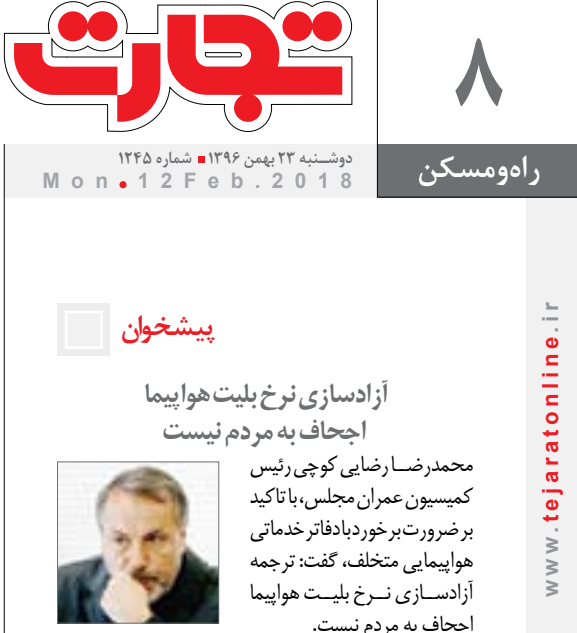 تجارت
۸
دوشنبه ۲۳ بهمن ۱۳۹۶ ■ شماره ۱۲۴۵
Mon • 12 Feb . 2018
راه‌ومسکن
www.tejaratonline.ir
پیشخوان
آزادسازی نرخ بلیت هواپیما
اجحاف به مردم نیست
محمدرضا رضایی کوچی رئیس
کمیسیون عمران مجلس، با تاکید
بر ضرورت برخورد با دفاتر خدماتی
هواپیمایی متخلف، گفت: ترجمه
آزادسازی نرخ بلیت هواپیما
اجحاف به مردم نیست.